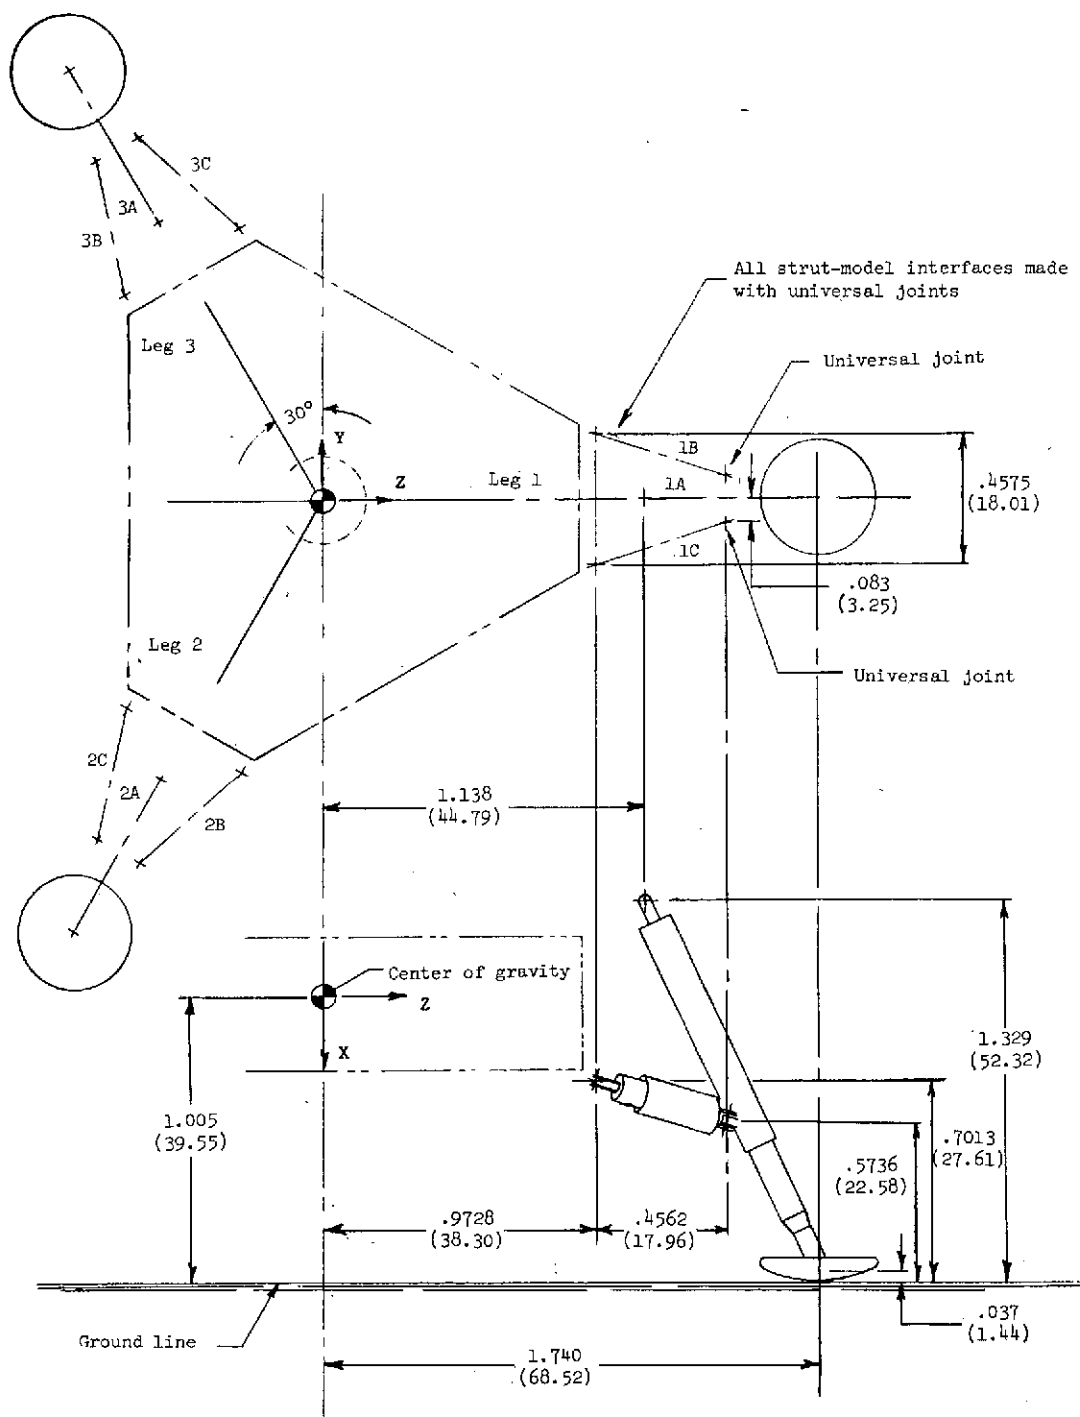 3C
3A
3B
All strut-model interfaces made
with universal joints
Leg 3
Universal joint
30°
Y
Z
Leg 1
1B
1A
.4575
(18.01)
1C
.083
(3.25)
Leg 2
Universal joint
2C
2A
2B
1.138
(44.79)
Center of gravity
Z
X
1.329
(52.32)
1.005
(39.55)
.7013
(27.61)
.5736
(22.58)
.9728
(38.30)
.4562
(17.96)
.037
(1.44)
Ground line
1.740
(68.52)